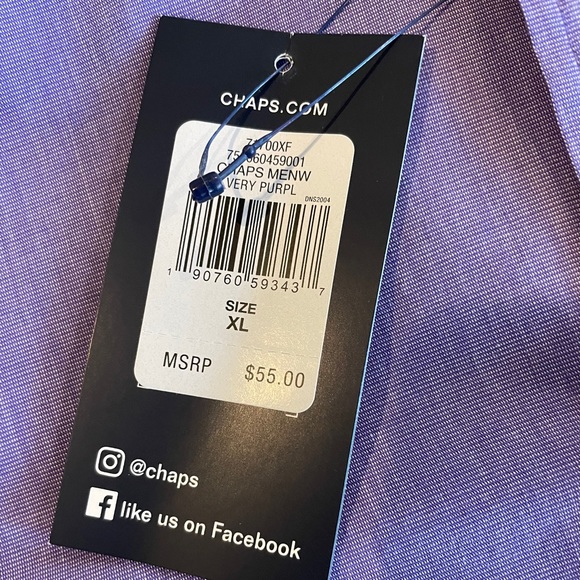 CHAPS.COM
CHAPS MENW
VERY PURPL
DNS2004
1 90760 59343 7
SIZE
XL
MSRP $55.00
@chaps
f like us on Facebook